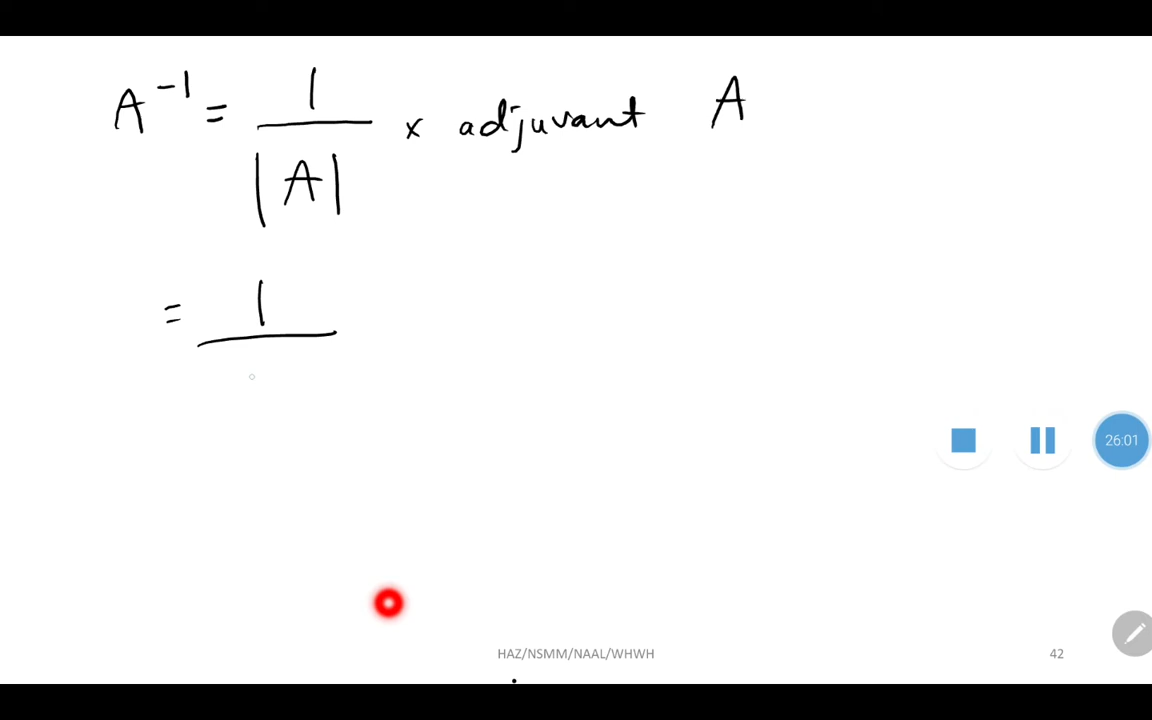 A⁻¹ = 1/|A| × adjuvant A
= 1
26:01
HAZ/NSMM/NAAL/WHWH 42